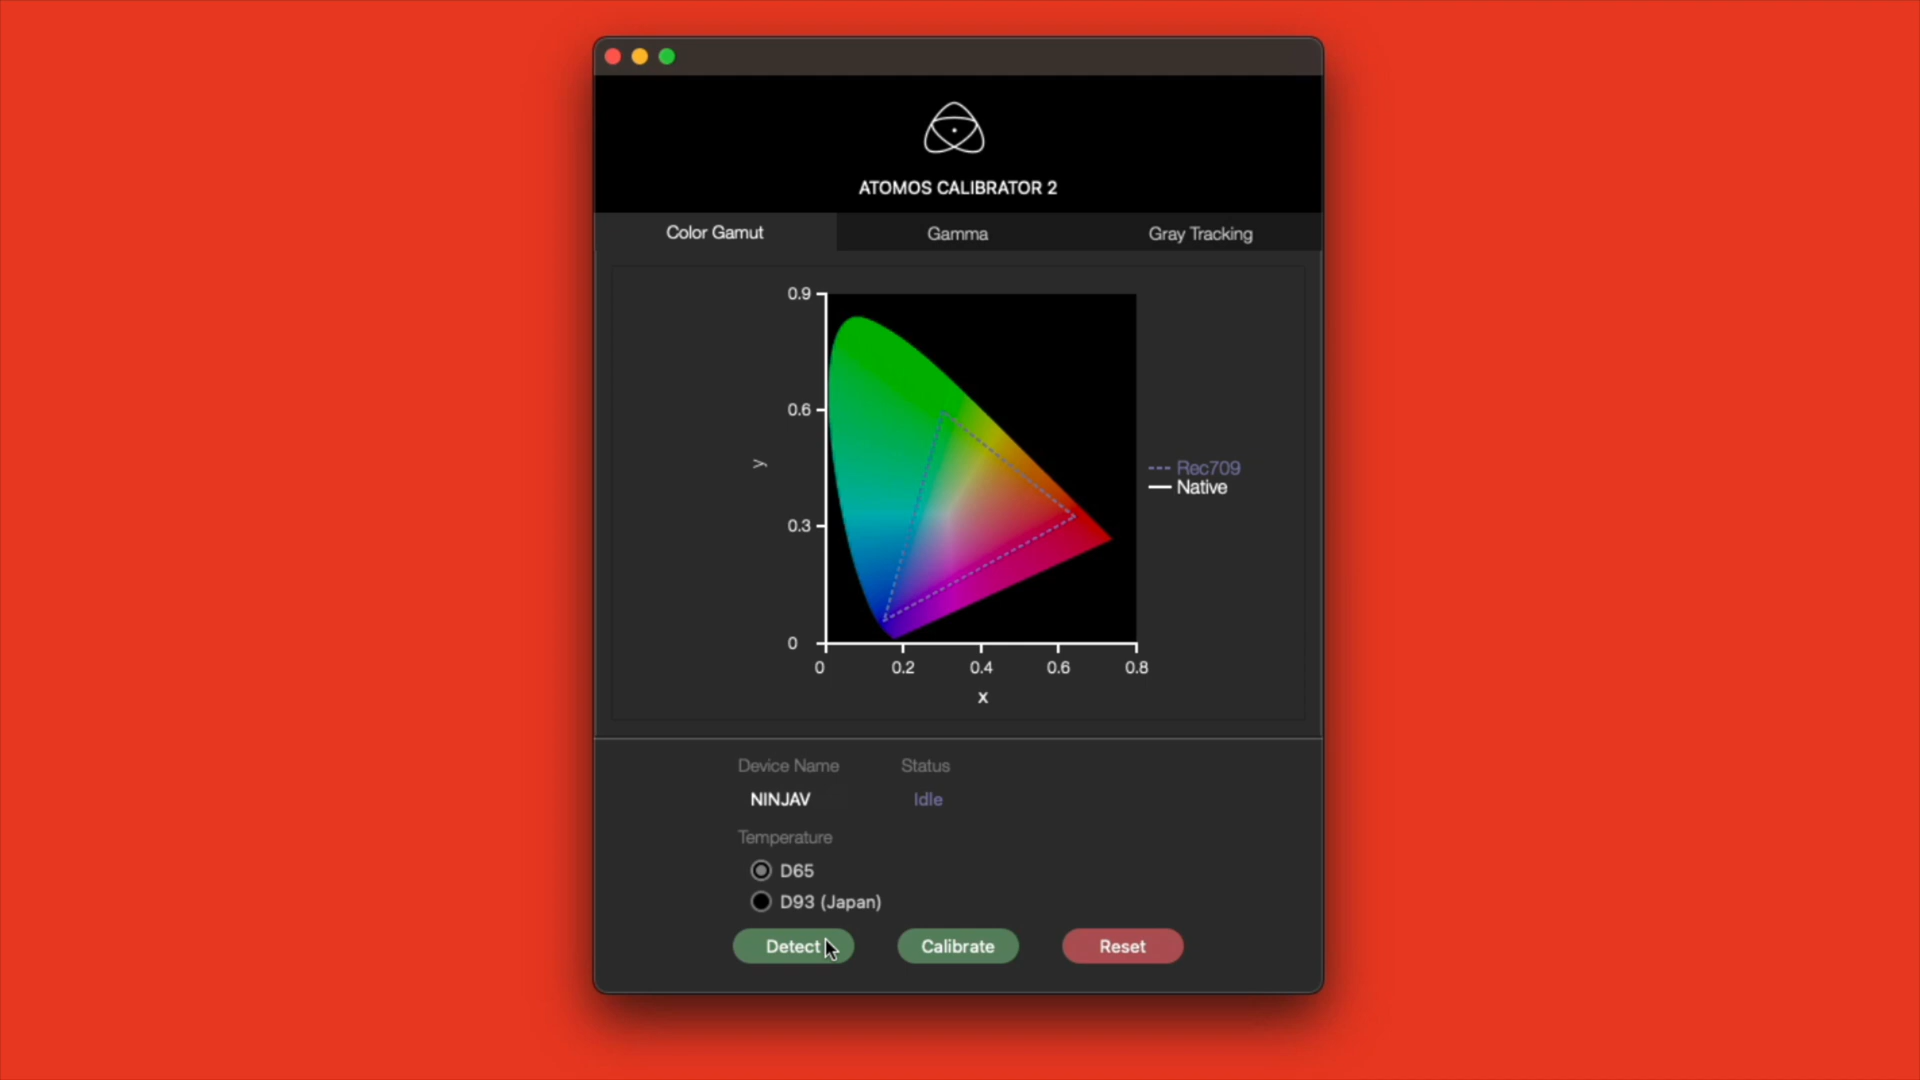 ATOMOS CALIBRATOR 2
Color Gamut
Gamma
Gray Tracking
0.9
0.6
0.3
0
y
0
0.2
0.4
0.6
0.8
x
Rec709
Native
Device Name
Status
NINJAV
Idle
Temperature
D65
D93 (Japan)
Detect
Calibrate
Reset